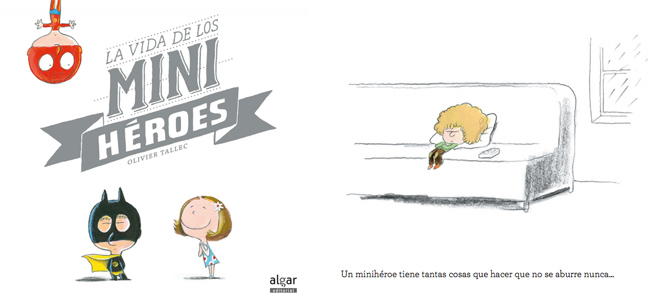 LA VIDA DE LOS
MINI
HÉROES
OLIVIER TALLEC
algar
editorial
Un minihéroe tiene tantas cosas que hacer que no se aburre nunca...